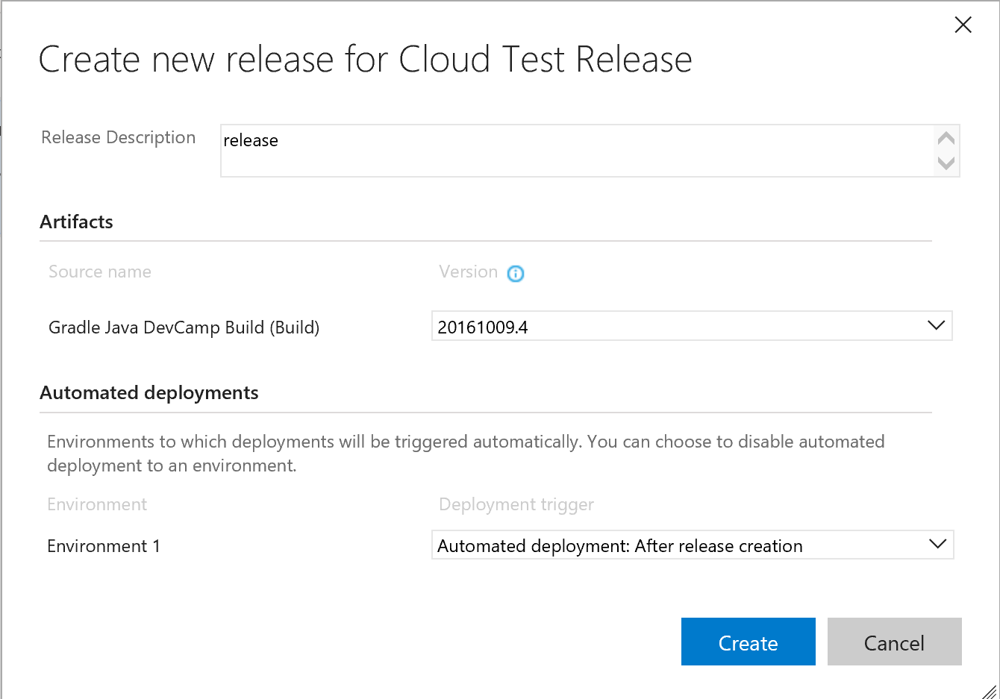 Create new release for Cloud Test Release
Release Description
release
Artifacts
Source name
Version
Gradle Java DevCamp Build (Build)
20161009.4
Automated deployments
Environments to which deployments will be triggered automatically. You can choose to disable automated
deployment to an environment.
Environment
Deployment trigger
Environment 1
Automated deployment: After release creation
Create
Cancel